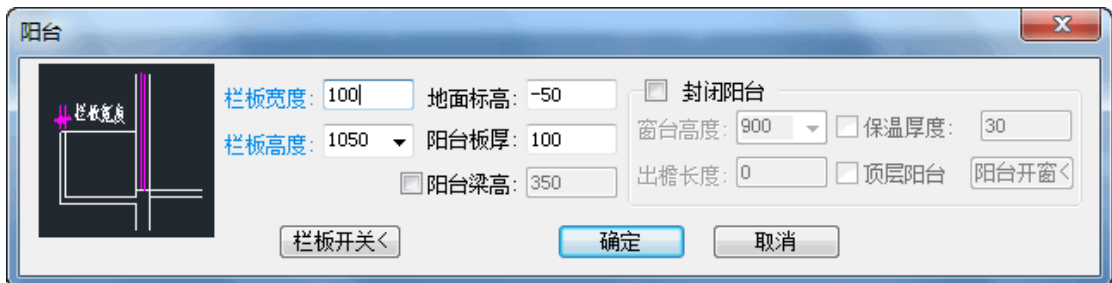 阳台
栏板宽度
栏板宽度: 100 地面标高: -50 封闭阳台
栏板高度: 1050 阳台板厚: 100 窗台高度: 900 保温厚度: 30
阳台梁高: 350 出檐长度: 0 顶层阳台 阳台开窗<
栏板开关< 确定 取消